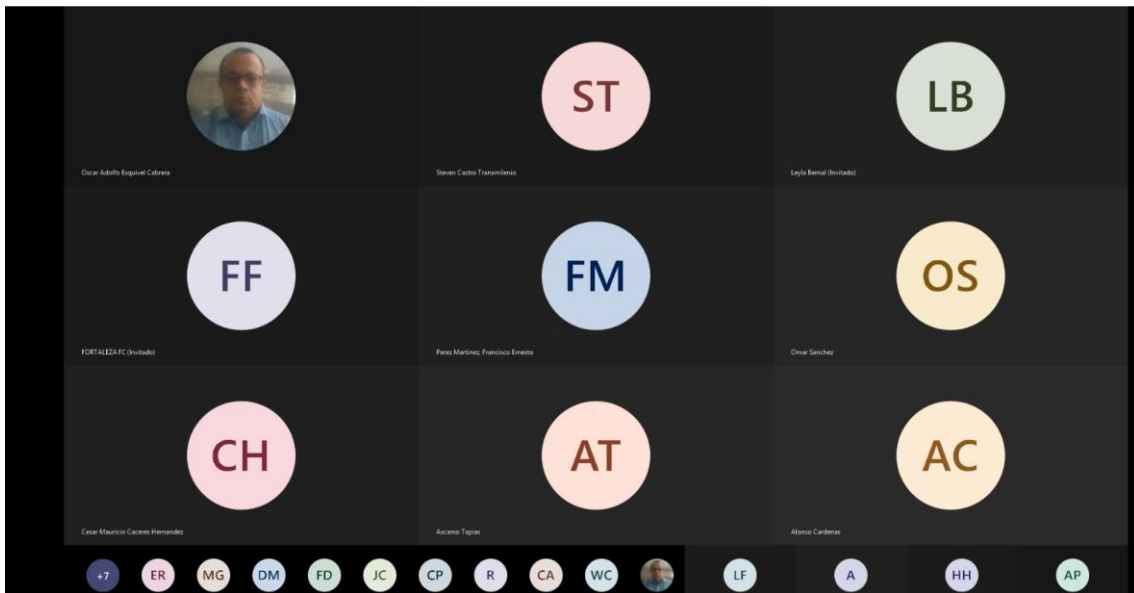 ST
LB
Oscar Adolfo Esquivel Cabrera
Steven Castro Transmilenio
Leyla Bernal (Invitado)
FF
FM
OS
FORTALEZA FC (Invitado)
Perez Martinez, Francisco Ernesto
Omar Sanchez
CH
AT
AC
Cesar Mauricio Caceres Hernandez
Ascanio Tapias
Alonso Cardenas
+7
ER
MG
DM
FD
JC
CP
R
CA
WC
LF
A
HH
AP